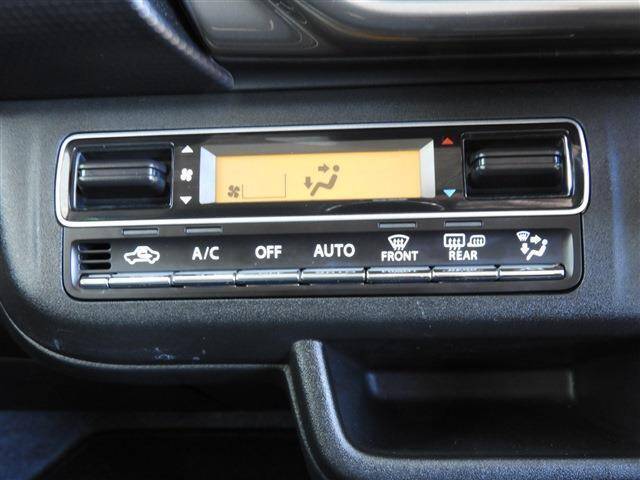 A/C OFF AUTO FRONT REAR